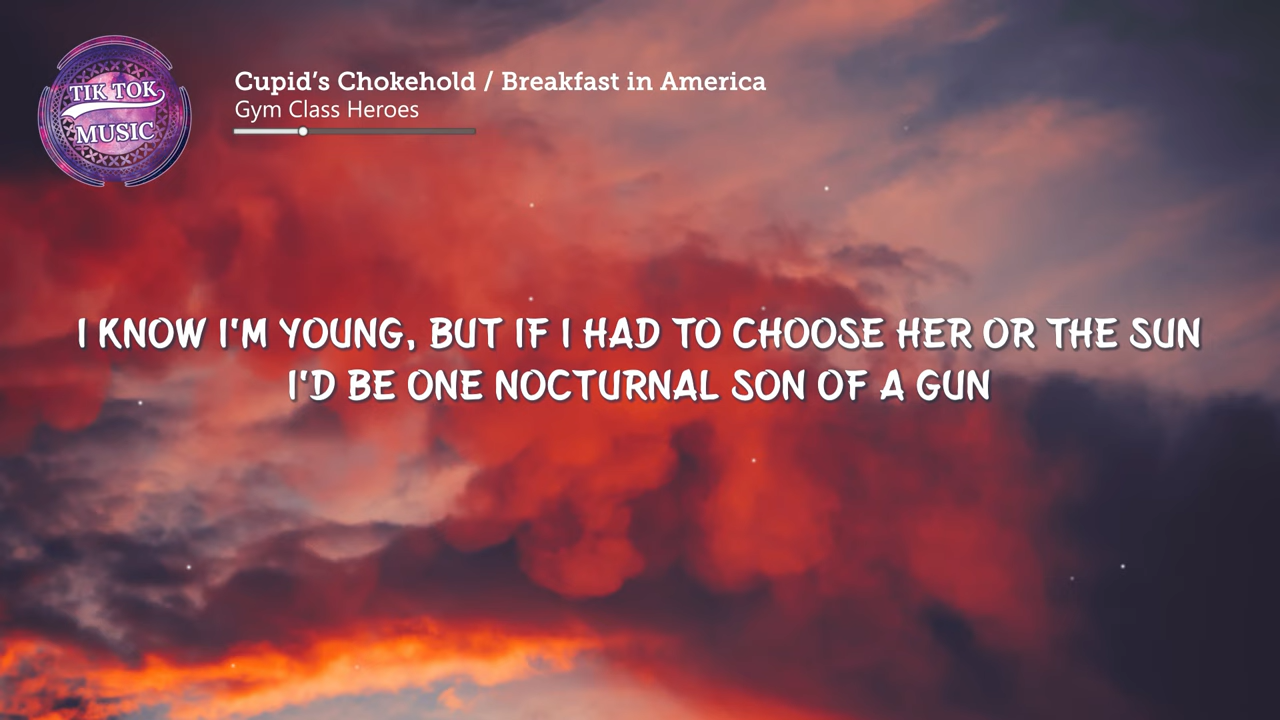 TIK TOK
MUSIC
Cupid’s Chokehold / Breakfast in America
Gym Class Heroes
I KNOW I'M YOUNG, BUT IF I HAD TO CHOOSE HER OR THE SUN
I'D BE ONE NOCTURNAL SON OF A GUN